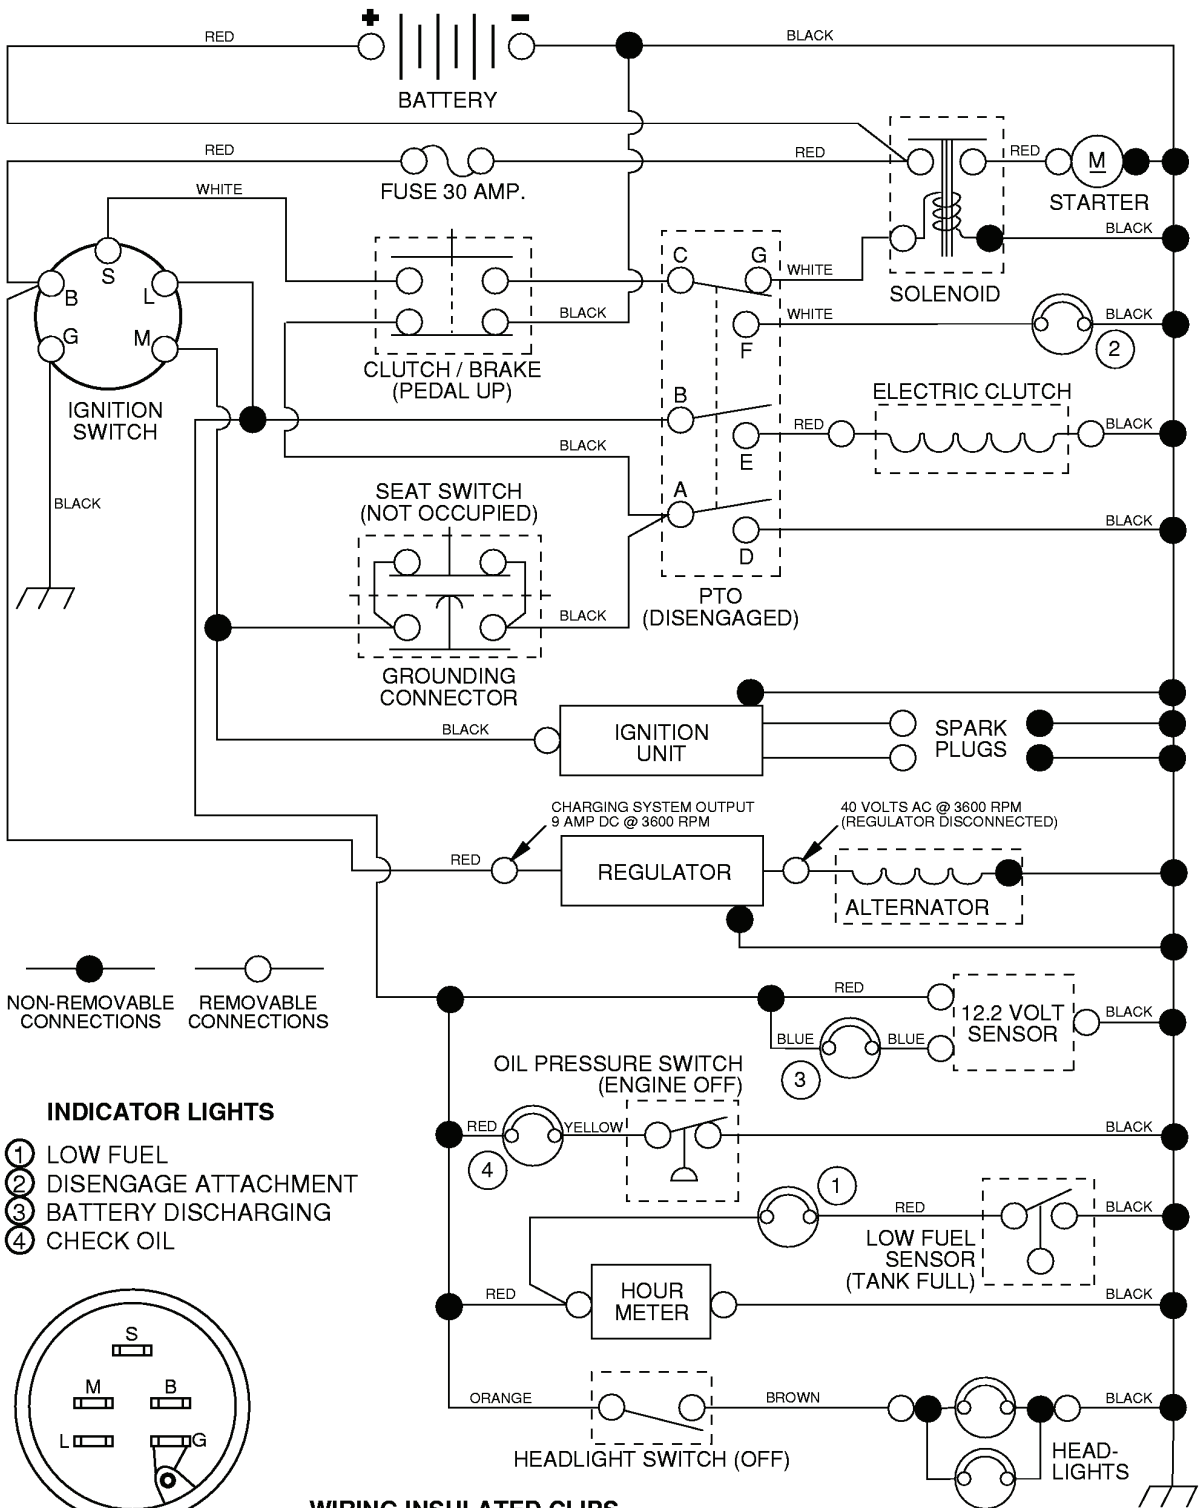 +
-
RED
BLACK
BATTERY
RED
RED
RED
M
FUSE 30 AMP.
STARTER
WHITE
BLACK
S
B
L
G
M
IGNITION
SWITCH
BLACK
C
G
WHITE
SOLENOID
BLACK
WHITE
BLACK
F
2
CLUTCH / BRAKE
(PEDAL UP)
ELECTRIC CLUTCH
B
RED
BLACK
E
BLACK
SEAT SWITCH
(NOT OCCUPIED)
A
BLACK
D
PTO
(DISENGAGED)
BLACK
GROUNDING
CONNECTOR
BLACK
IGNITION
UNIT
SPARK
PLUGS
CHARGING SYSTEM OUTPUT
9 AMP DC @ 3600 RPM
40 VOLTS AC @ 3600 RPM
(REGULATOR DISCONNECTED)
RED
REGULATOR
ALTERNATOR
NON-REMOVABLE
CONNECTIONS
REMOVABLE
CONNECTIONS
RED
12.2 VOLT
SENSOR
BLACK
BLUE
BLUE
3
OIL PRESSURE SWITCH
(ENGINE OFF)
RED
YELLOW
BLACK
4
INDICATOR LIGHTS
1 LOW FUEL
2 DISENGAGE ATTACHMENT
3 BATTERY DISCHARGING
4 CHECK OIL
1
RED
BLACK
LOW FUEL
SENSOR
(TANK FULL)
RED
HOUR
METER
BLACK
ORANGE
BROWN
BLACK
HEADLIGHT SWITCH (OFF)
HEAD-
LIGHTS
S
M
B
L
G
WIRING INSULATED CLIPS